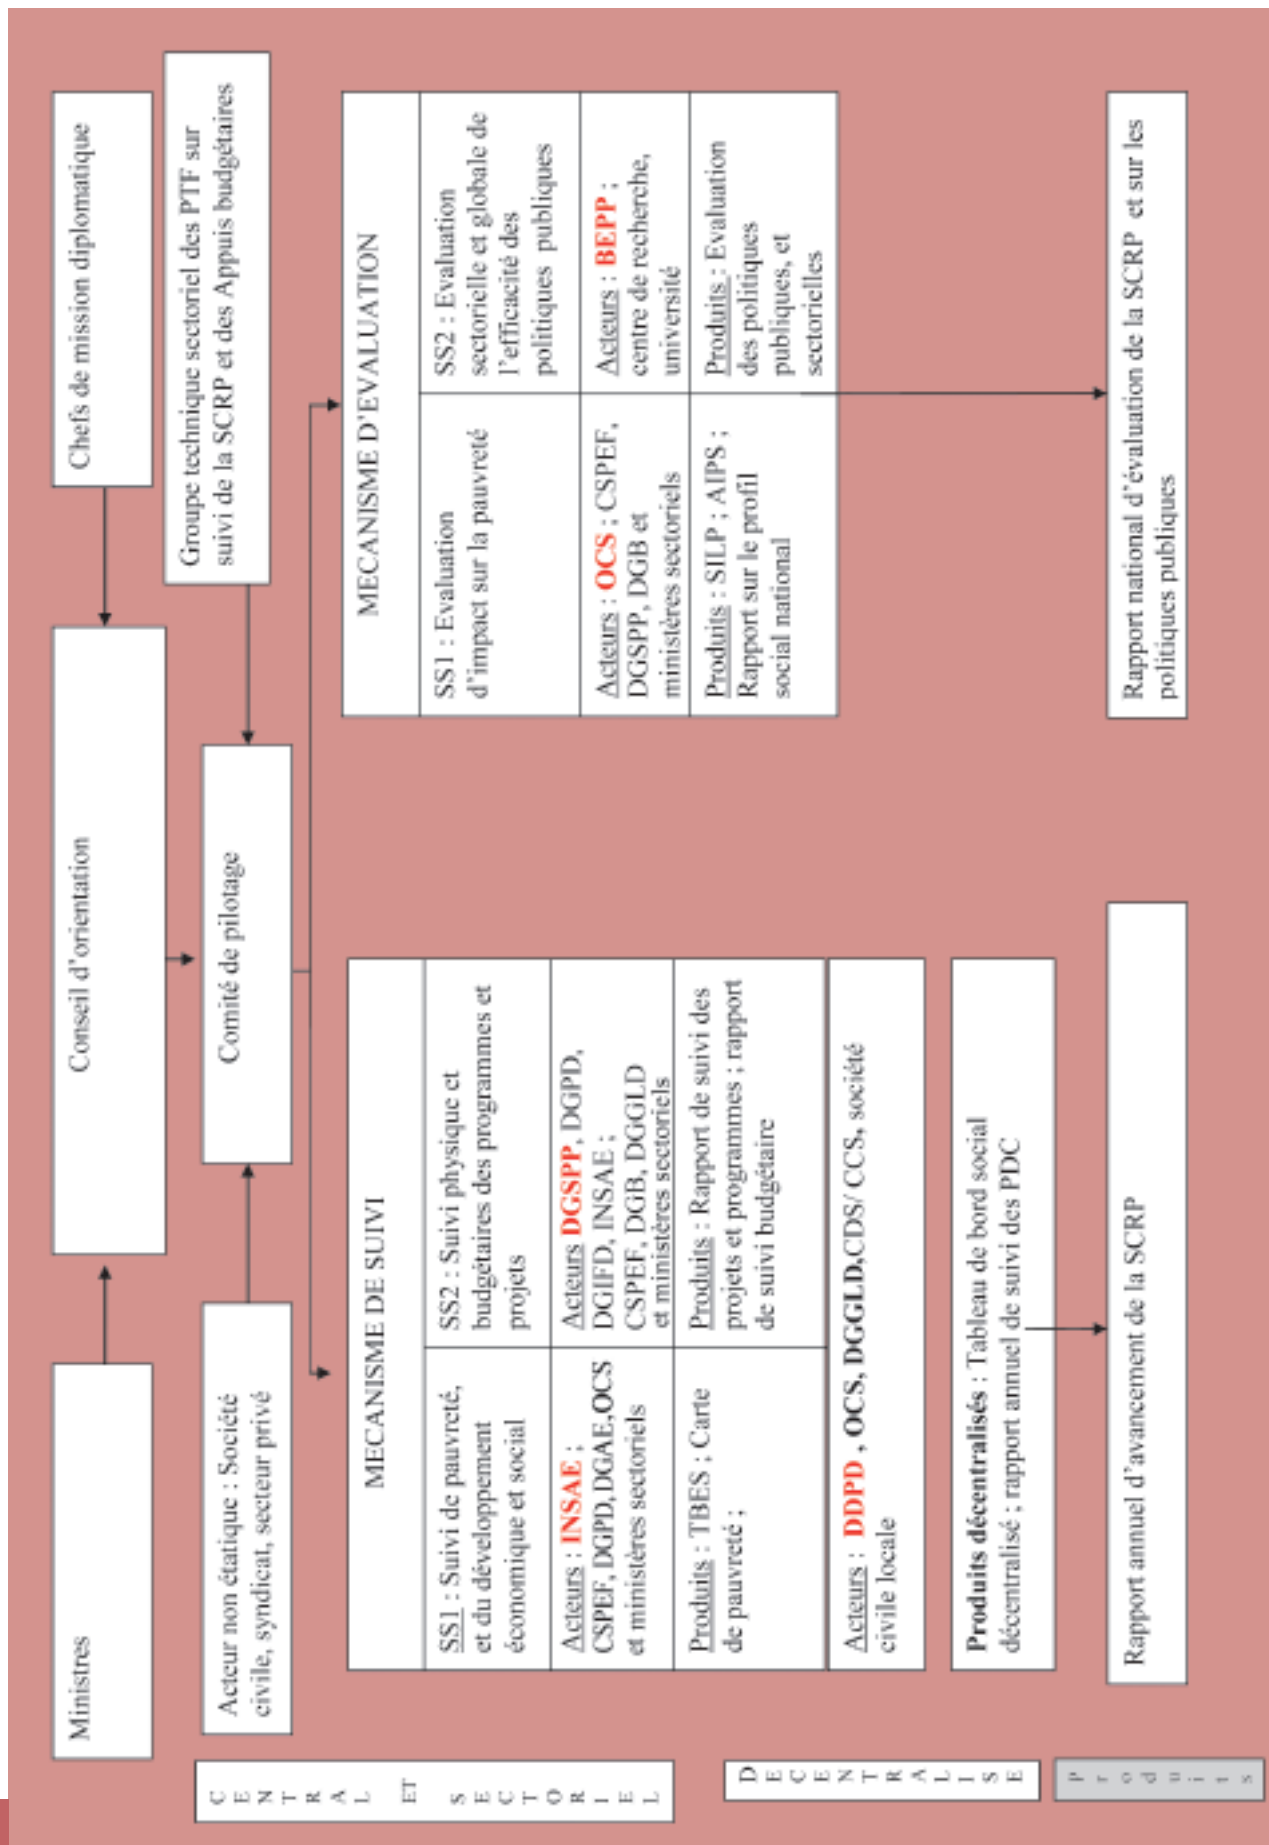 Ministres
Conseil d'orientation
Chefs de mission diplomatique
Acteur non étatique : Société
civile, syndicat, secteur privé
Comité de pilotage
Groupe technique sectoriel des PTF sur
suivi de la SCRP et des Appuis budgétaires
CENTRAL ET SECTORIEL
MECANISME DE SUIVI
SS1 : Suivi de pauvreté,
et du développement
économique et social
SS2 : Suivi physique et
budgétaires des programmes et
projets
Acteurs : INSAE ;
CSPEF, DGPD, DGAE, OCS
et ministères sectoriels
Acteurs DGSPP, DGPD,
DGIFD, INSAE ;
CSPEF, DGB, DGGLD
et ministères sectoriels
Produits : TBES ; Carte
de pauvreté ;
Produits : Rapport de suivi des
projets et programmes ; rapport
de suivi budgétaire
Acteurs : DDPD , OCS, DGGLD,CDS/ CCS, société
civile locale
MECANISME D'EVALUATION
SS1 : Evaluation
d'impact sur la pauvreté
SS2 : Evaluation
sectorielle et globale de
l'efficacité des
politiques publiques
Acteurs : OCS ; CSPEF,
DGSPP, DGB et
ministères sectoriels
Acteurs : BEPP ;
centre de recherche,
université
Produits : SILP ; AIPS ;
Rapport sur le profil
social national
Produits : Evaluation
des politiques
publiques, et
sectorielles
DECENTRALISE
Produits décentralisés : Tableau de bord social
décentralisé ; rapport annuel de suivi des PDC
Produits
Rapport annuel d'avancement de la SCRP
Rapport national d'évaluation de la SCRP et sur les
politiques publiques